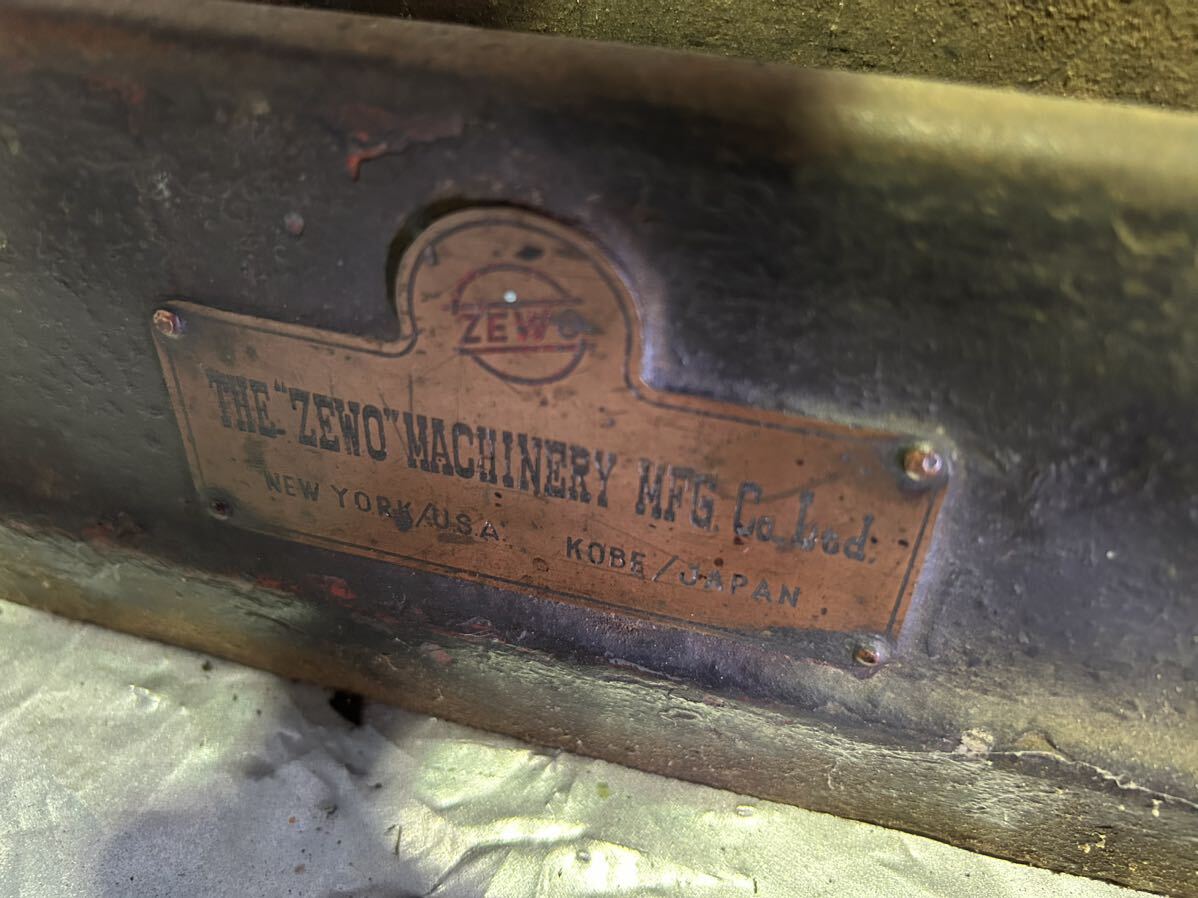 ZEWO
THE "ZEWO" MACHINERY MFG. Co., Ltd.
NEW YORK/U.S.A. KOBE/JAPAN